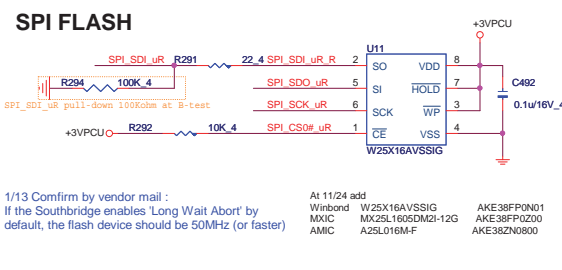 SPI FLASH
+3VPCU
U11
SPI_SDI_uR R291 22_4 SPI_SDI_uR_R 2 SO VDD 8
R294 100K_4 SPI_SDO_uR 5 SI HOLD 7 C492
SPI_SDI_uR pull-down 100Kohm at B-test
SPI_SCK_uR 6 SCK WP 3 0.1u/16V_4
+3VPCU R292 10K_4 SPI_CS0#_uR 1 CE VSS 4
W25X16AVSSIG
1/13 Comfirm by vendor mail :
If the Southbridge enables 'Long Wait Abort' by
default, the flash device should be 50MHz (or faster)
At 11/24 add
Winbond W25X16AVSSIG AKE38FP0N01
MXIC MX25L1605DM2I-12G AKE38FP0Z00
AMIC A25L016M-F AKE38ZN0800